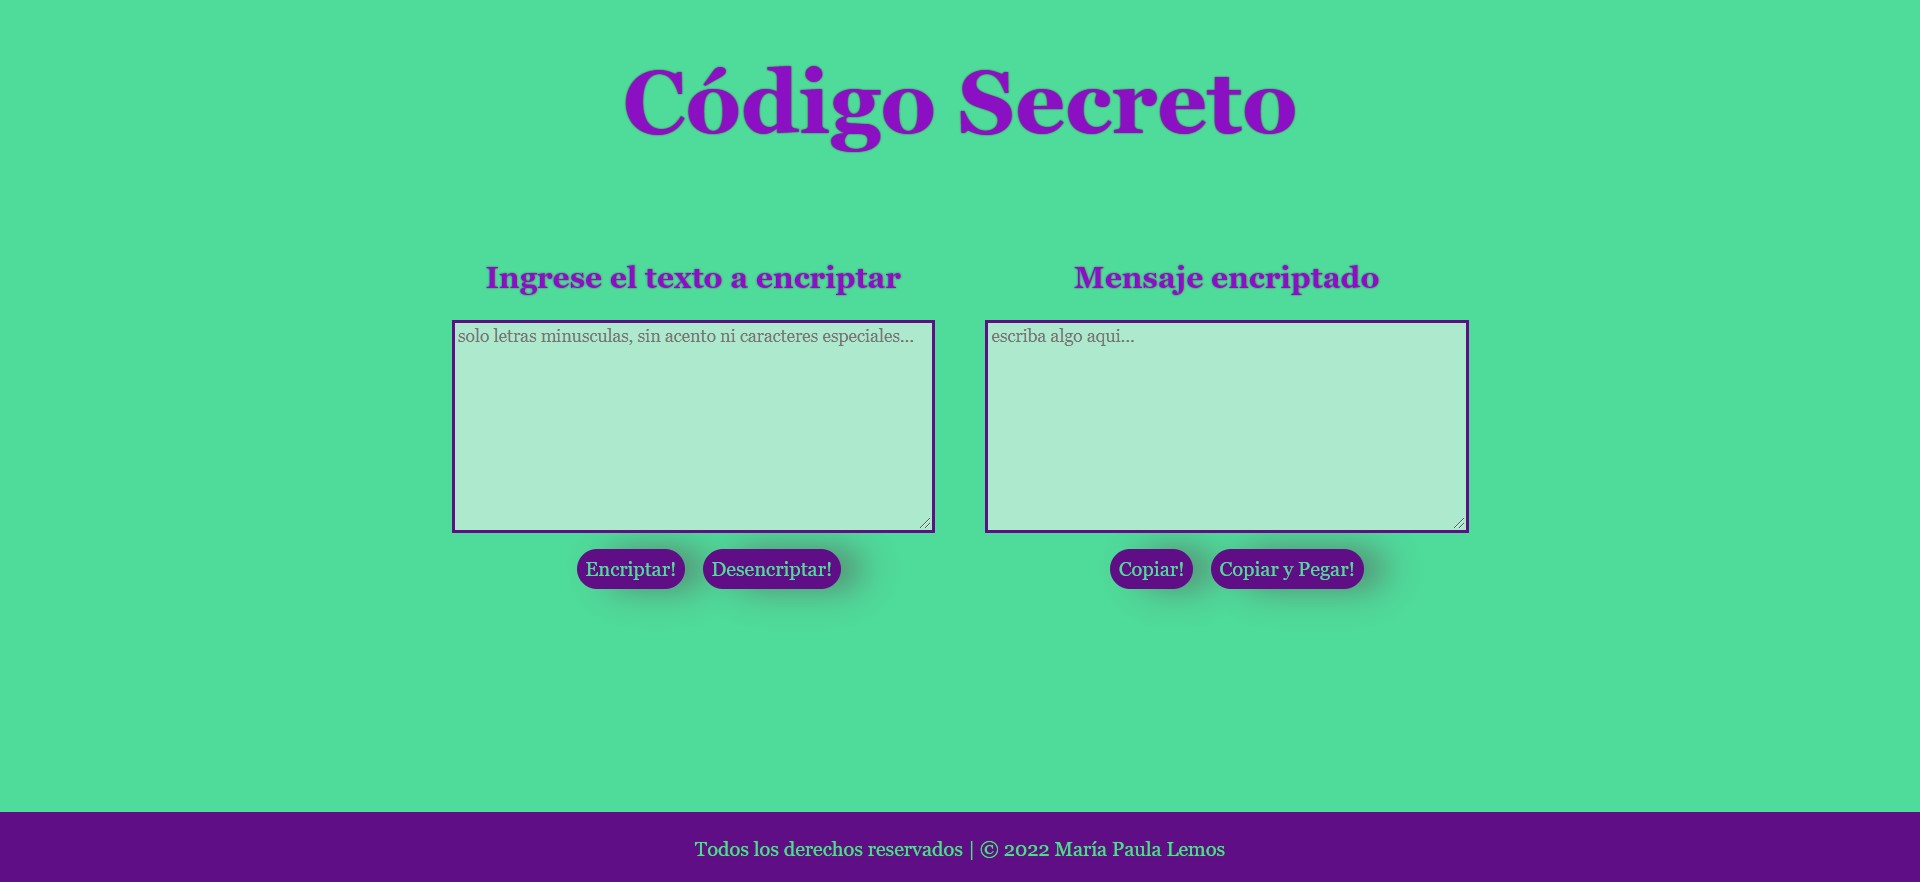 Código Secreto
Ingrese el texto a encriptar
solo letras minusculas, sin acento ni caracteres especiales...
Encriptar! Desencriptar!
Mensaje encriptado
escriba algo aqui...
Copiar! Copiar y Pegar!
Todos los derechos reservados | © 2022 María Paula Lemos